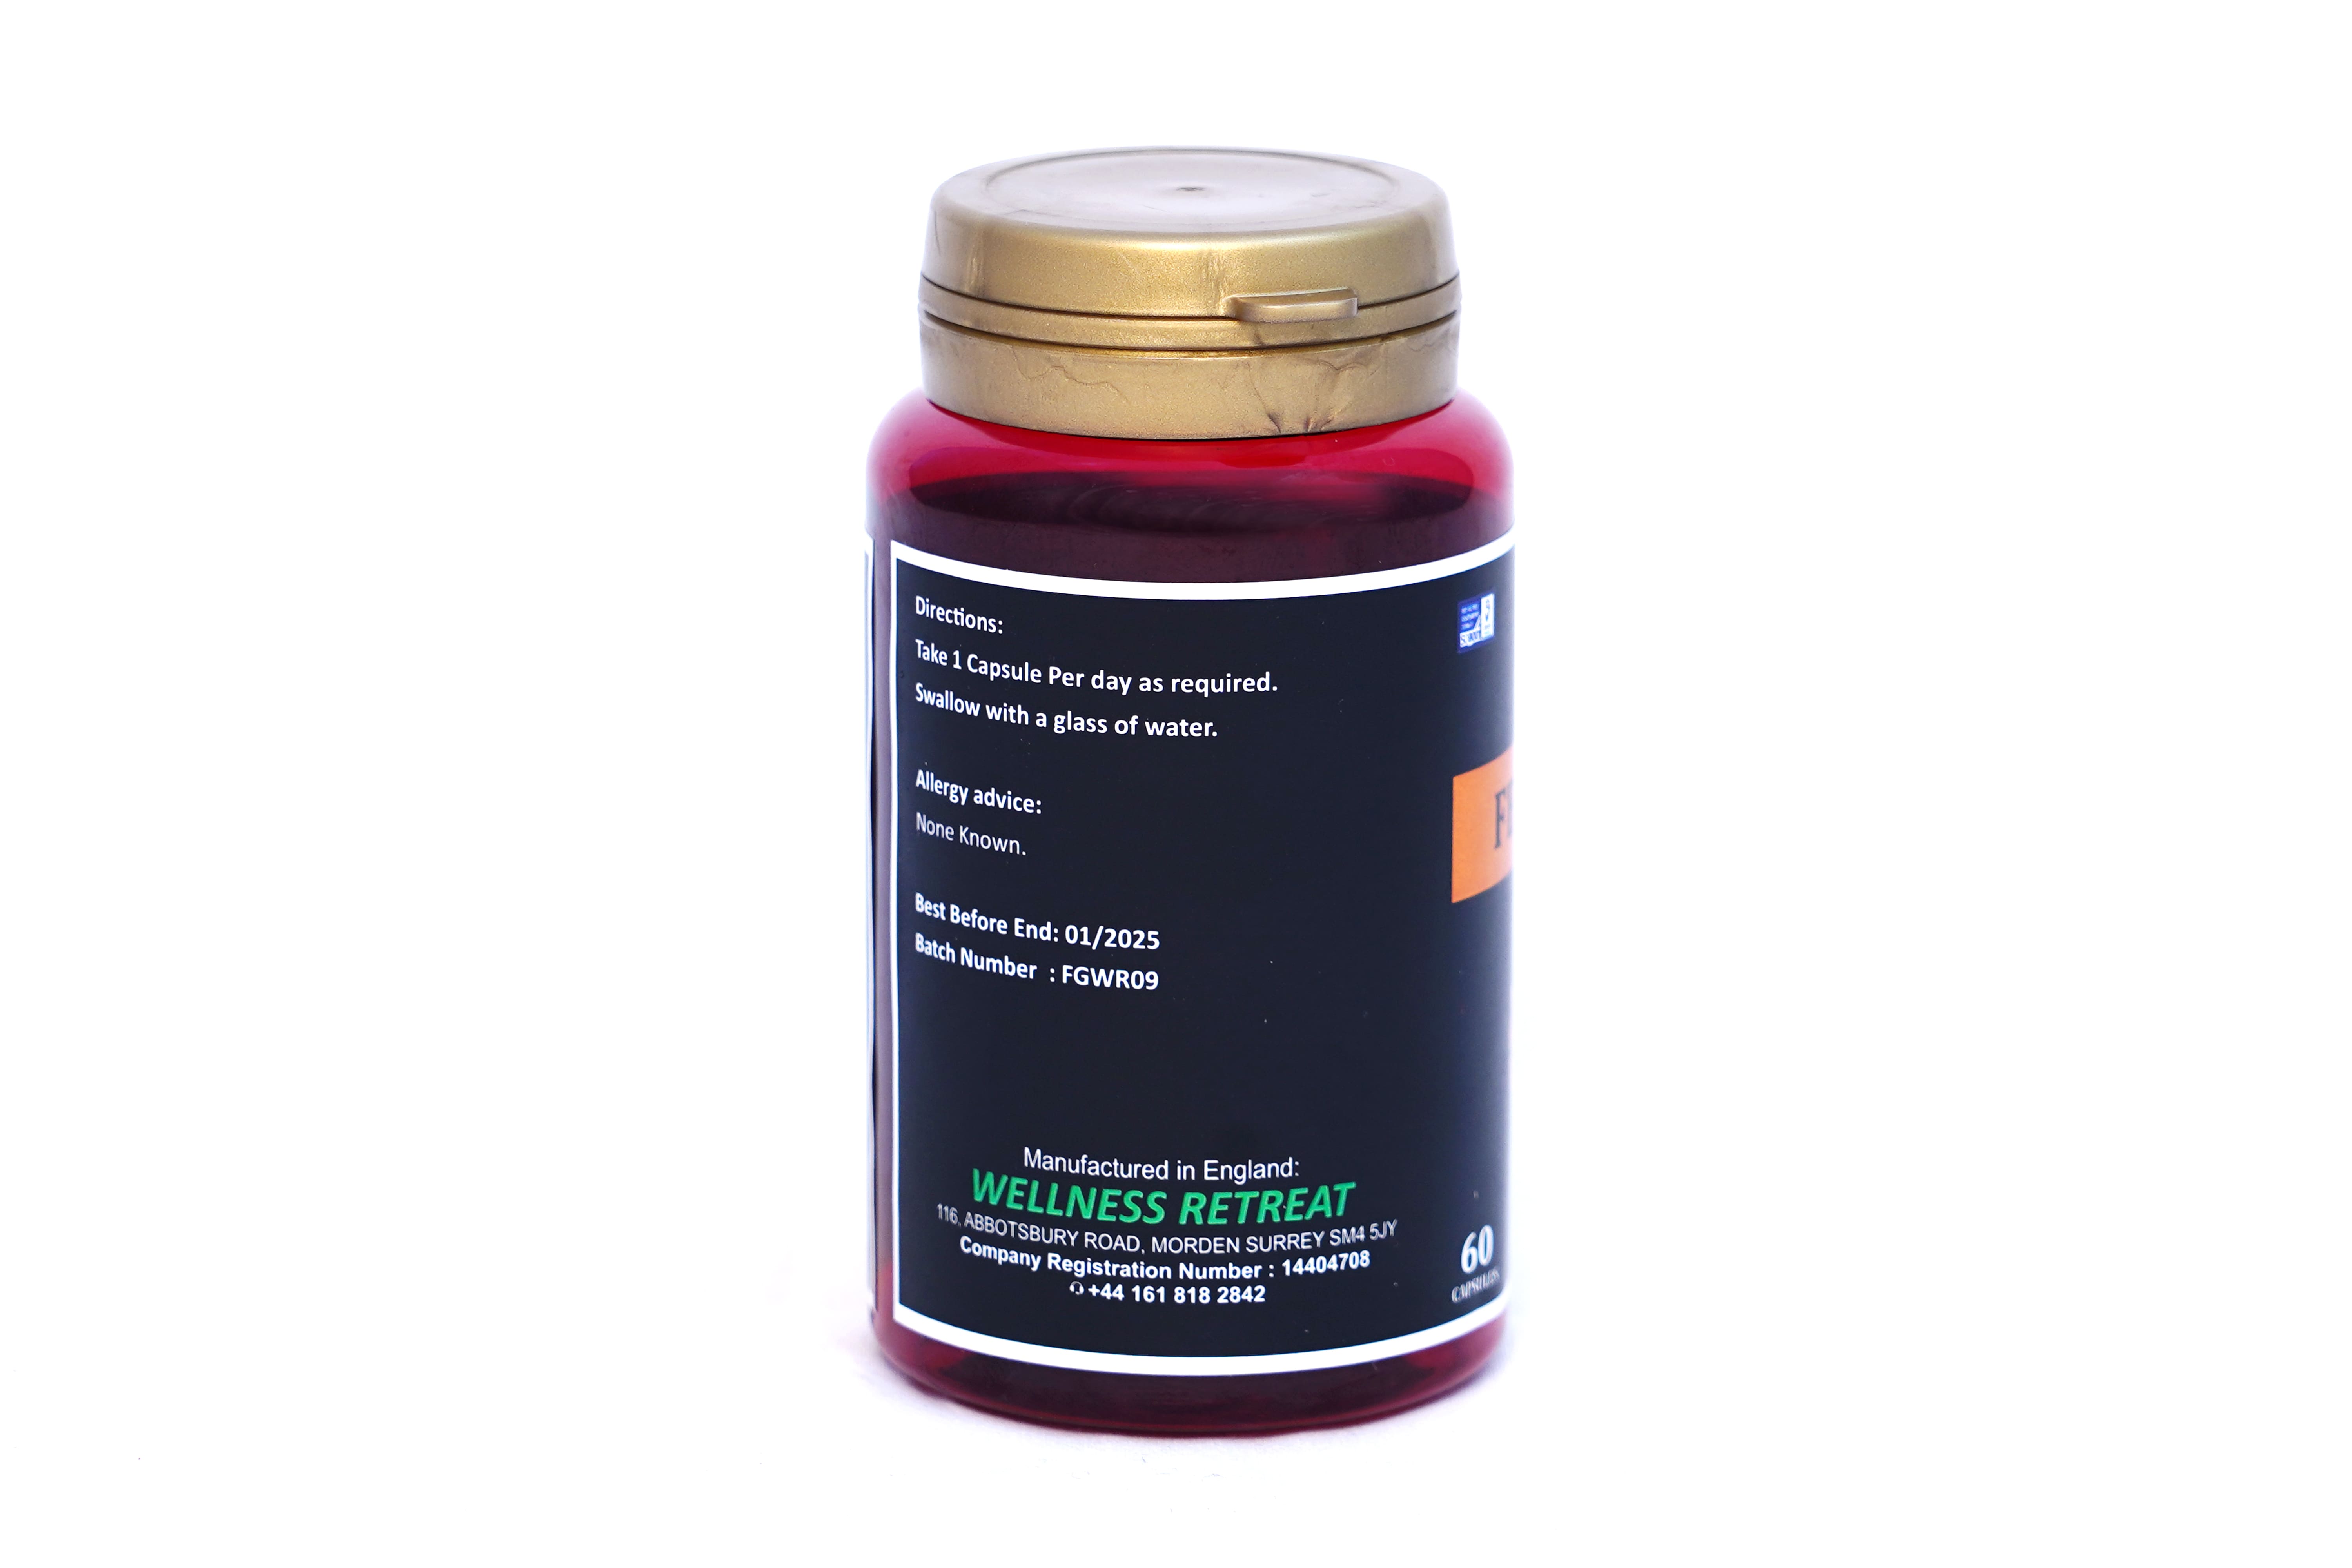 Directions:
Take 1 Capsule Per day as required.
Swallow with a glass of water.
Allergy advice:
None Known.
Best Before End: 01/2025
Batch Number : FGWR09
Manufactured in England:
WELLNESS RETREAT
116, ABBOTSBURY ROAD, MORDEN SURREY SM4 5JY
Company Registration Number : 14404708
+44 161 818 2842
60
CAPSULES